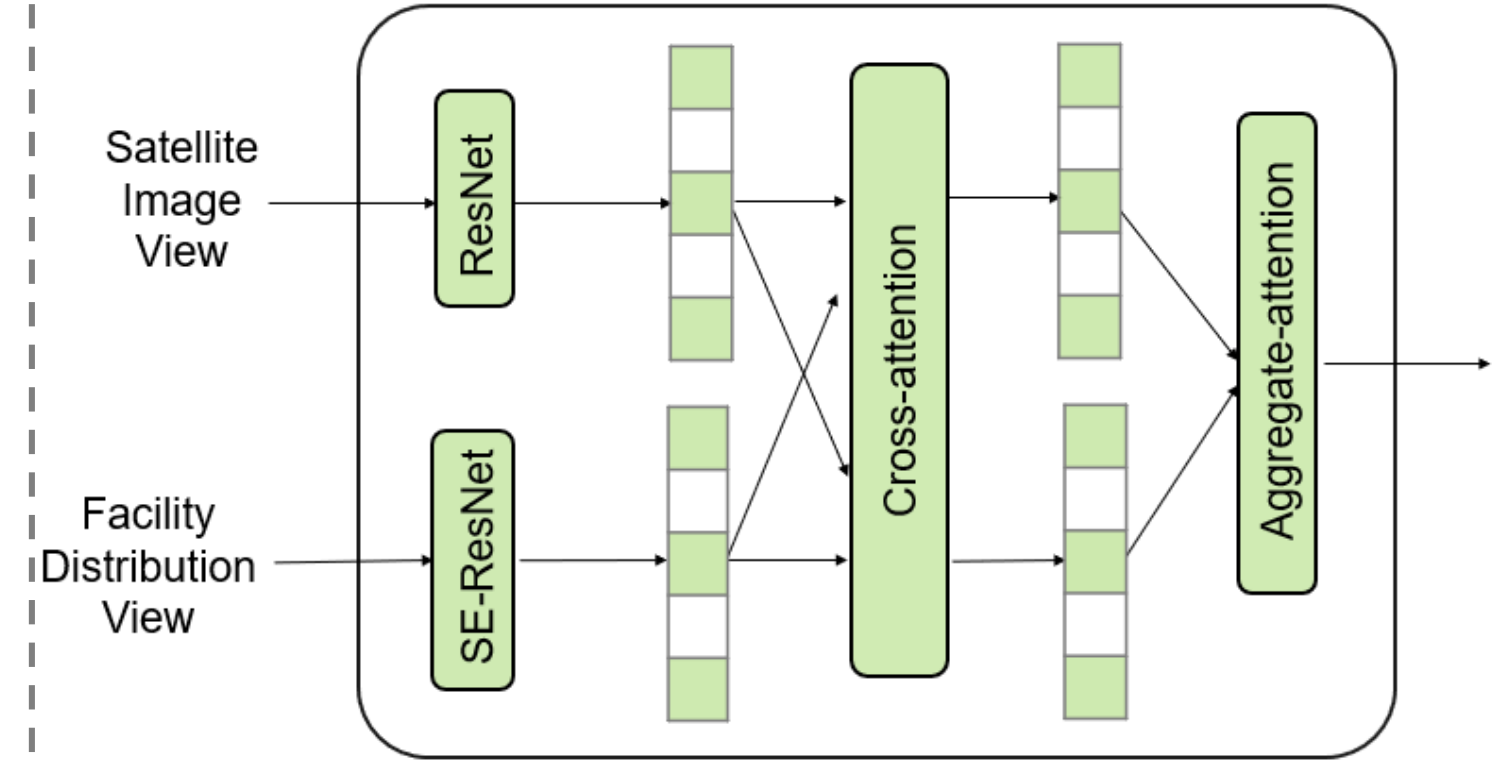 Satellite
Image
View
ResNet
Facility
Distribution
View
SE-ResNet
Cross-attention
Aggregate-attention